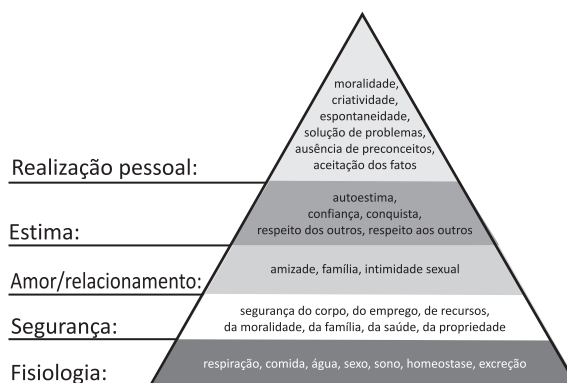 moralidade,
criatividade,
espontaneidade,
solução de problemas,
ausência de preconceitos,
aceitação dos fatos
Realização pessoal:
autoestima,
confiança, conquista,
respeito dos outros, respeito aos outros
Estima:
amizade, família, intimidade sexual
Amor/relacionamento:
segurança do corpo, do emprego, de recursos,
da moralidade, da família, da saúde, da propriedade
Segurança:
respiração, comida, água, sexo, sono, homeostase, excreção
Fisiologia: